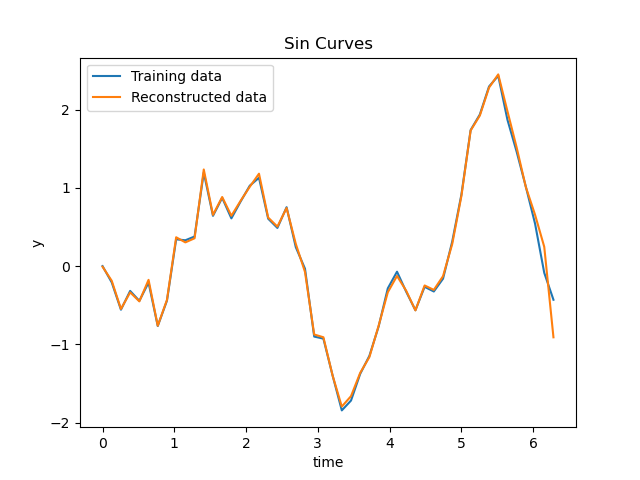 Sin Curves
Training data
Reconstructed data
y
2
1
0
−1
−2
0 1 2 3 4 5 6
time